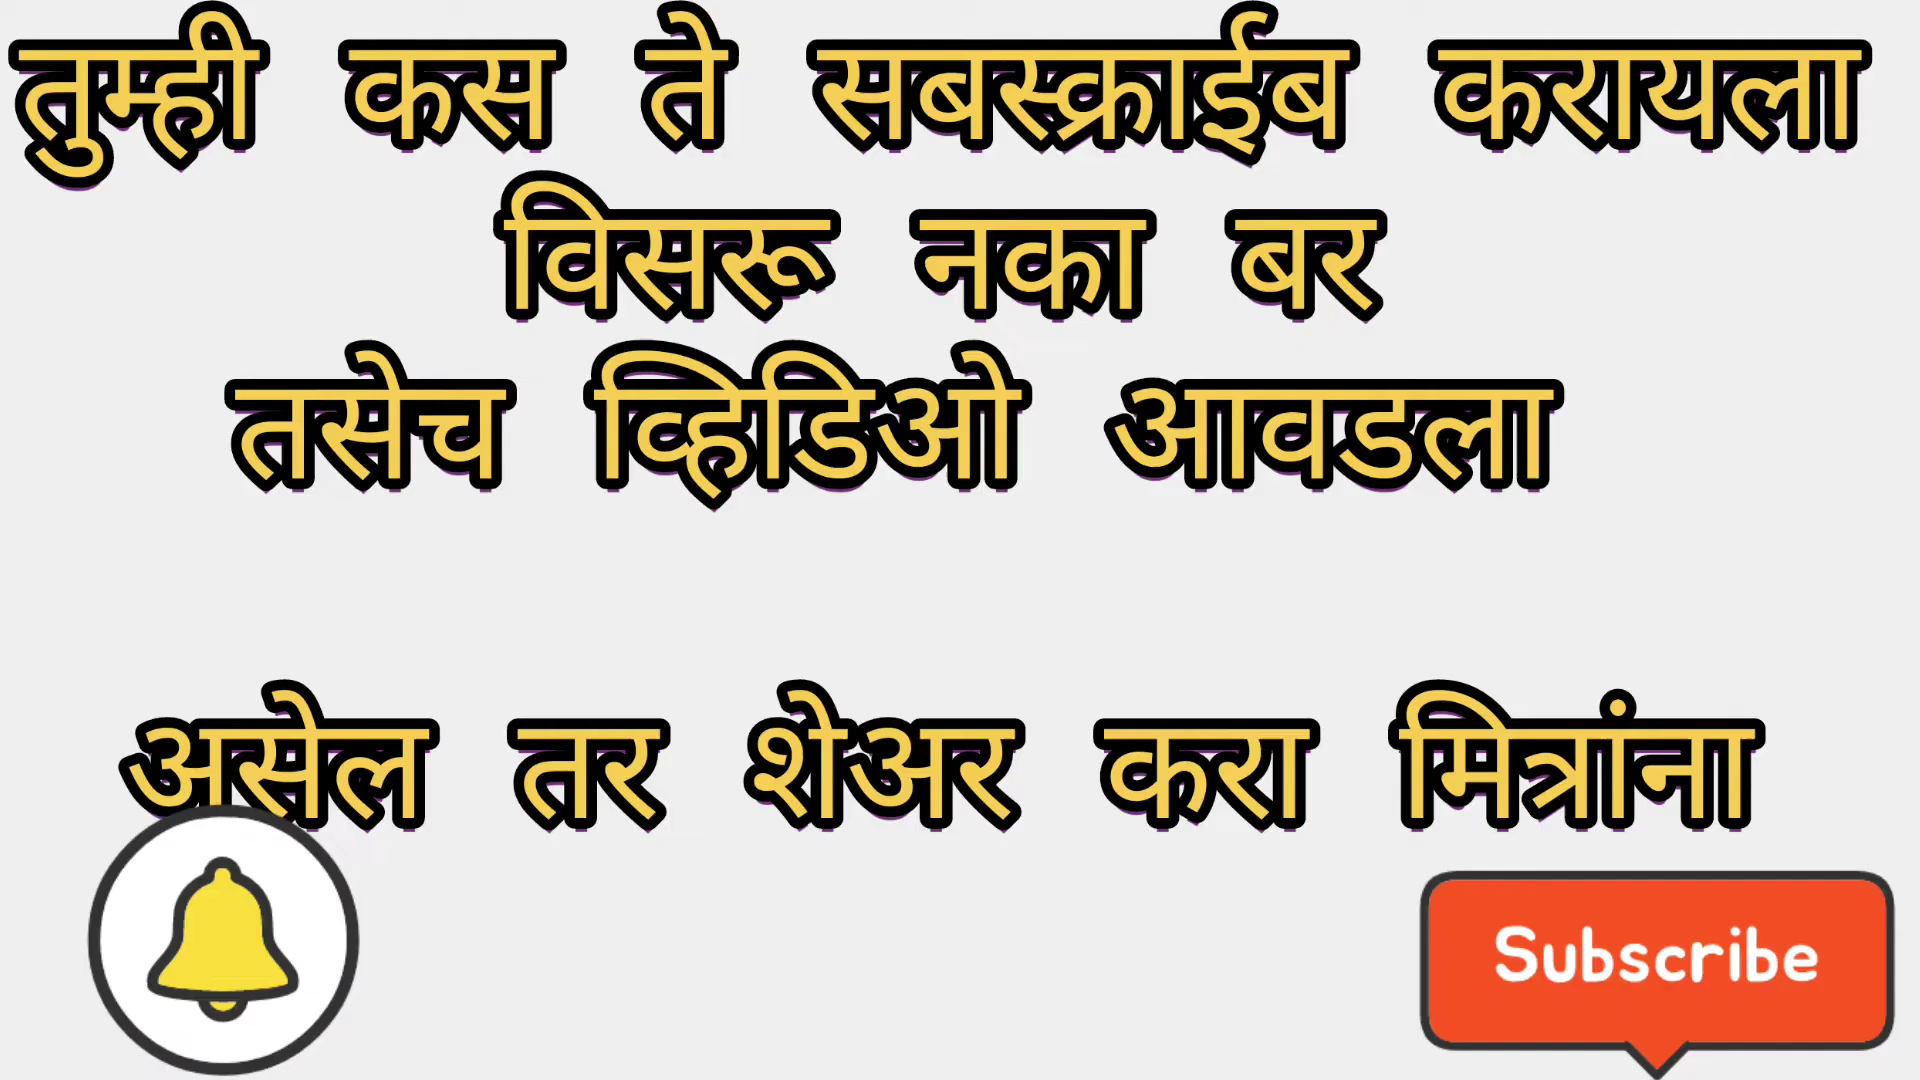 तुम्ही कस ते सबस्क्राईब करायला
विसरू नका बर
तसेच व्हिडिओ आवडला
असेल तर शेअर करा मित्रांना
Subscribe